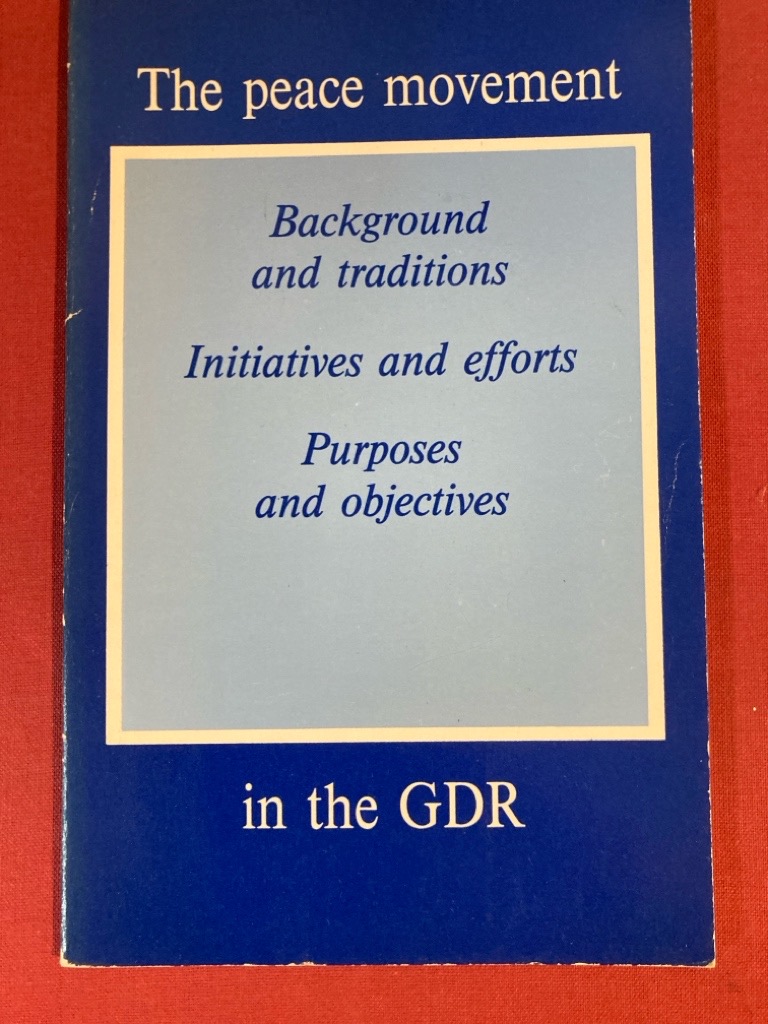 The peace movement
Background
and traditions
Initiatives and efforts
Purposes
and objectives
in the GDR